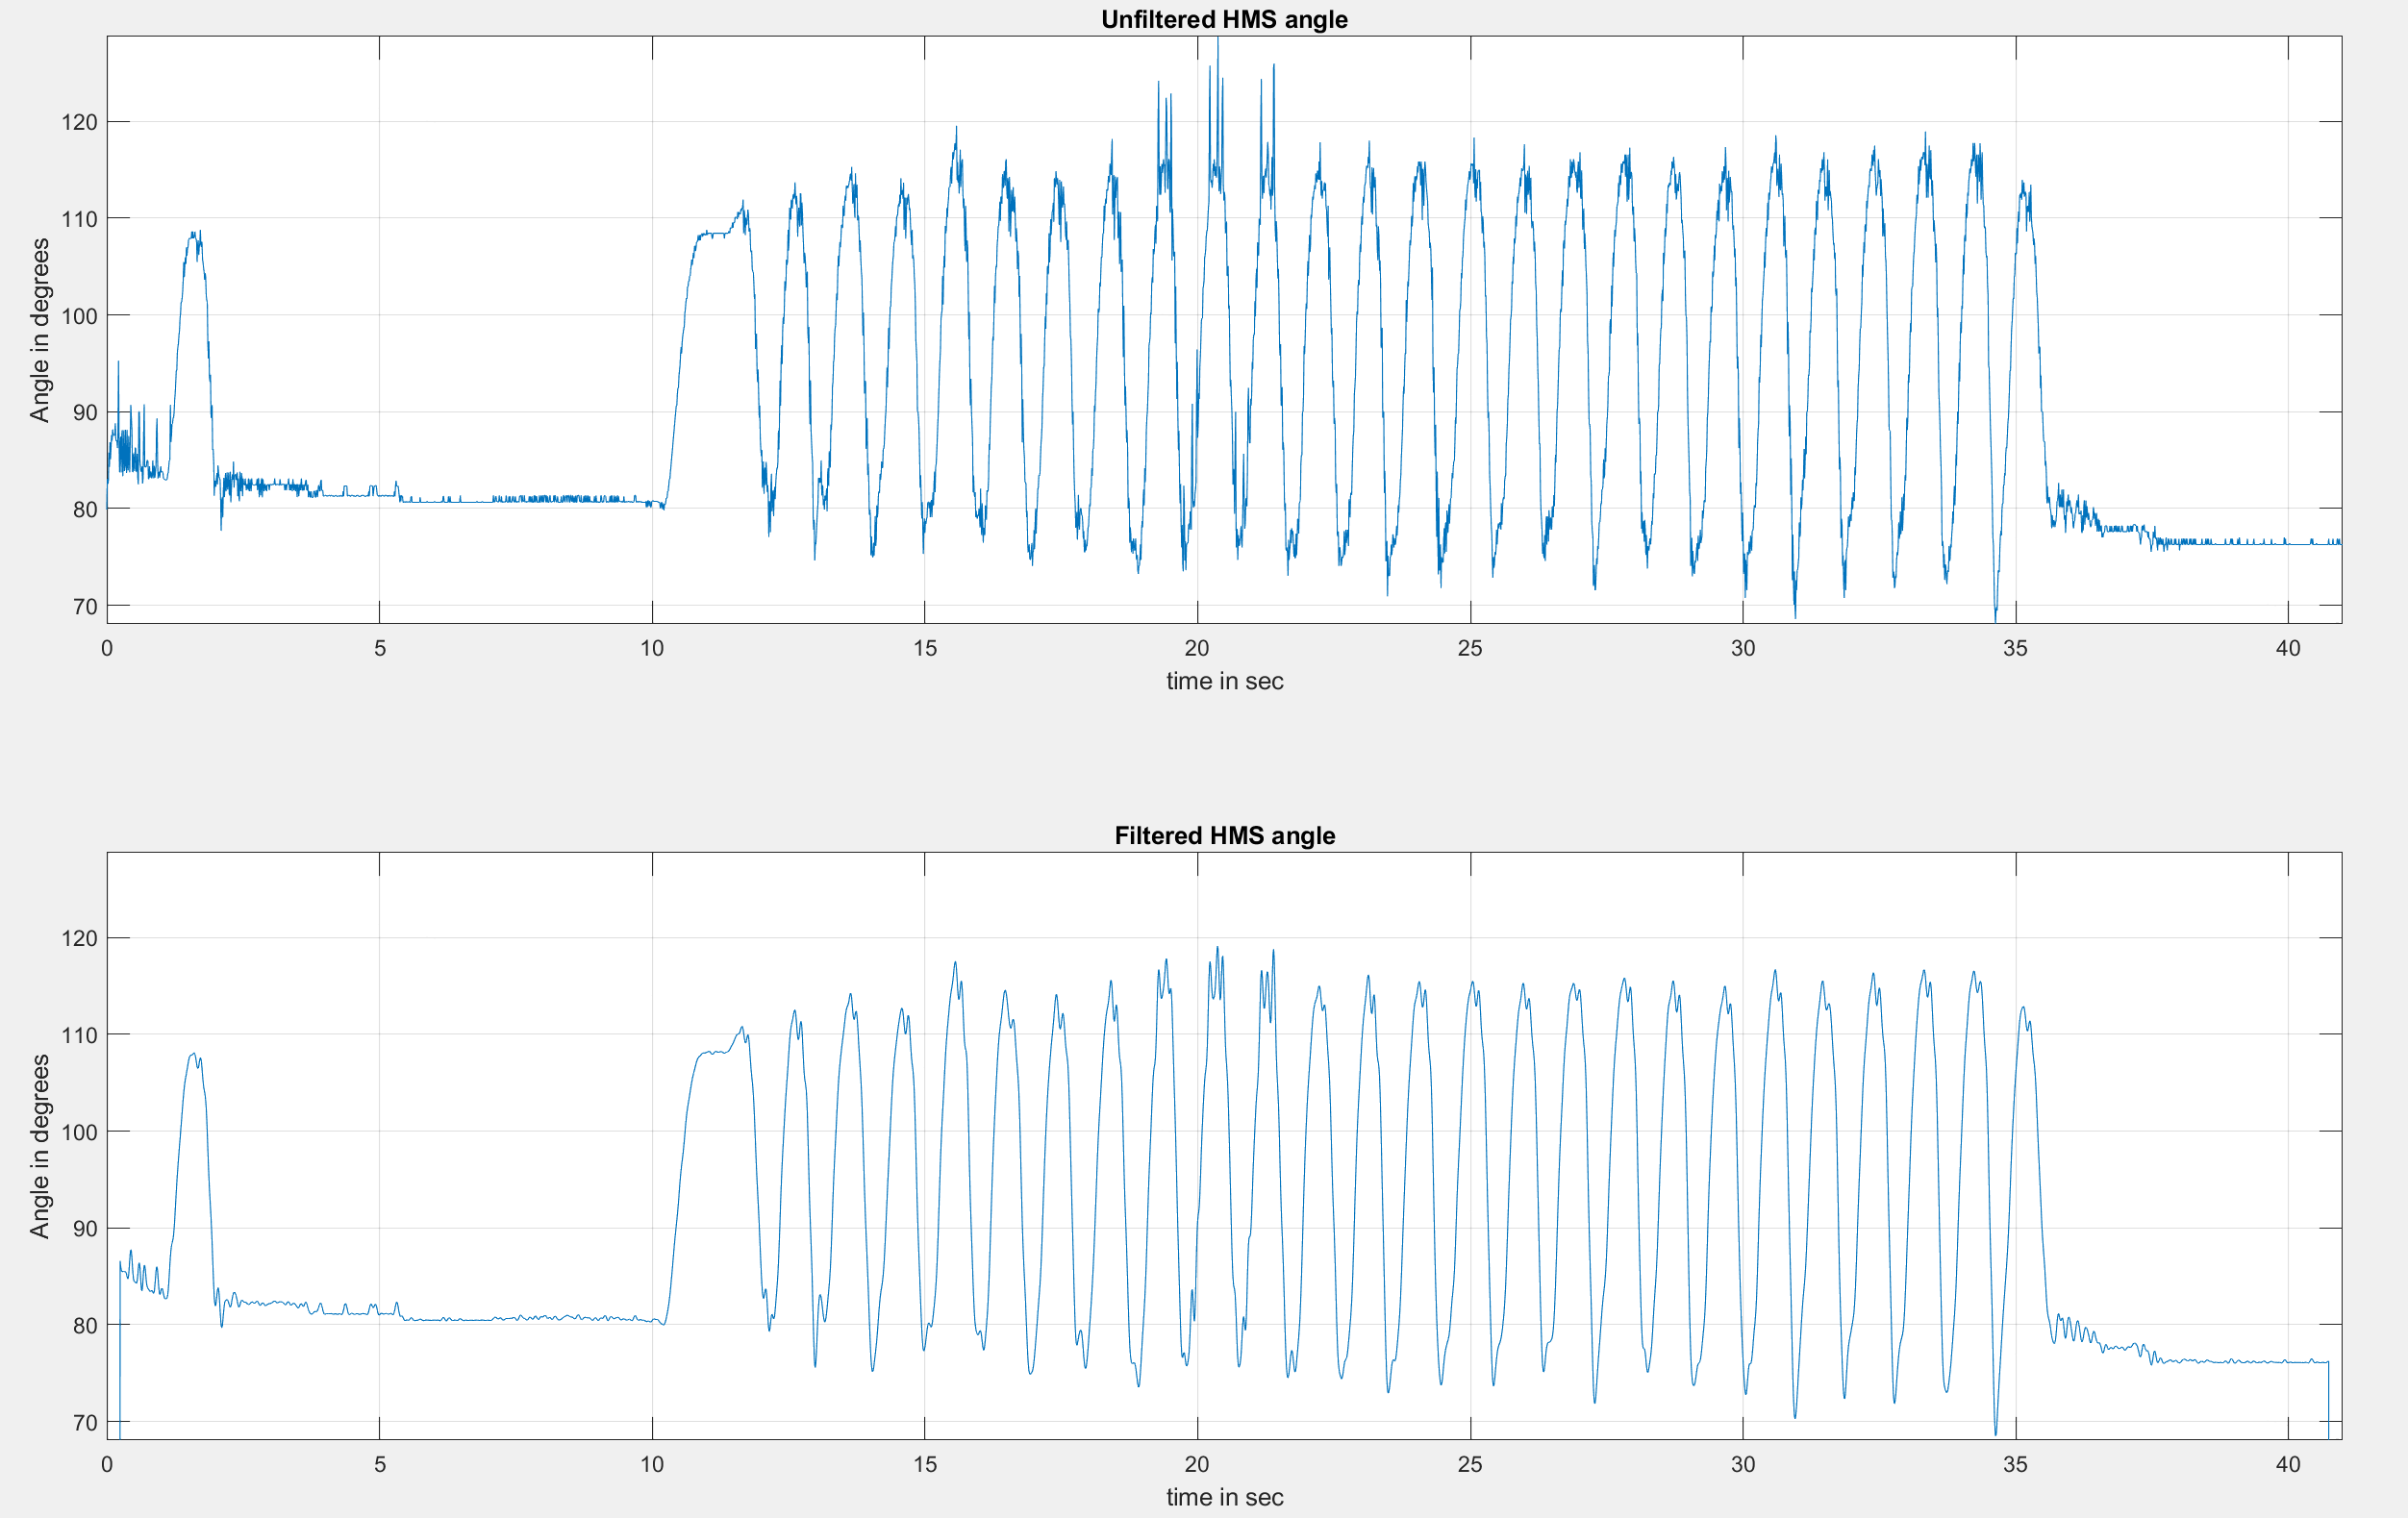 Unfiltered HMS angle
Angle in degrees
120
110
100
90
80
70
0 5 10 15 20 25 30 35 40
time in sec
Filtered HMS angle
Angle in degrees
120
110
100
90
80
70
0 5 10 15 20 25 30 35 40
time in sec